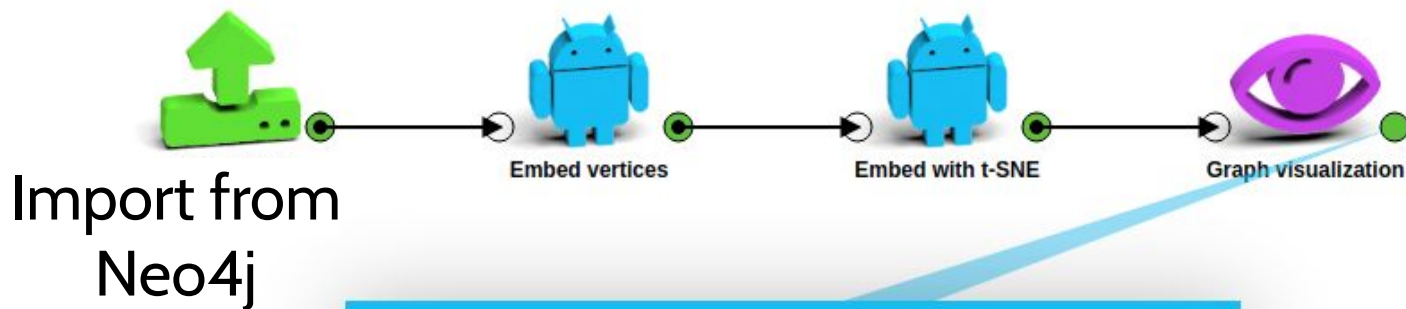 Embed vertices
Embed with t-SNE
Graph visualization
Import from
Neo4j